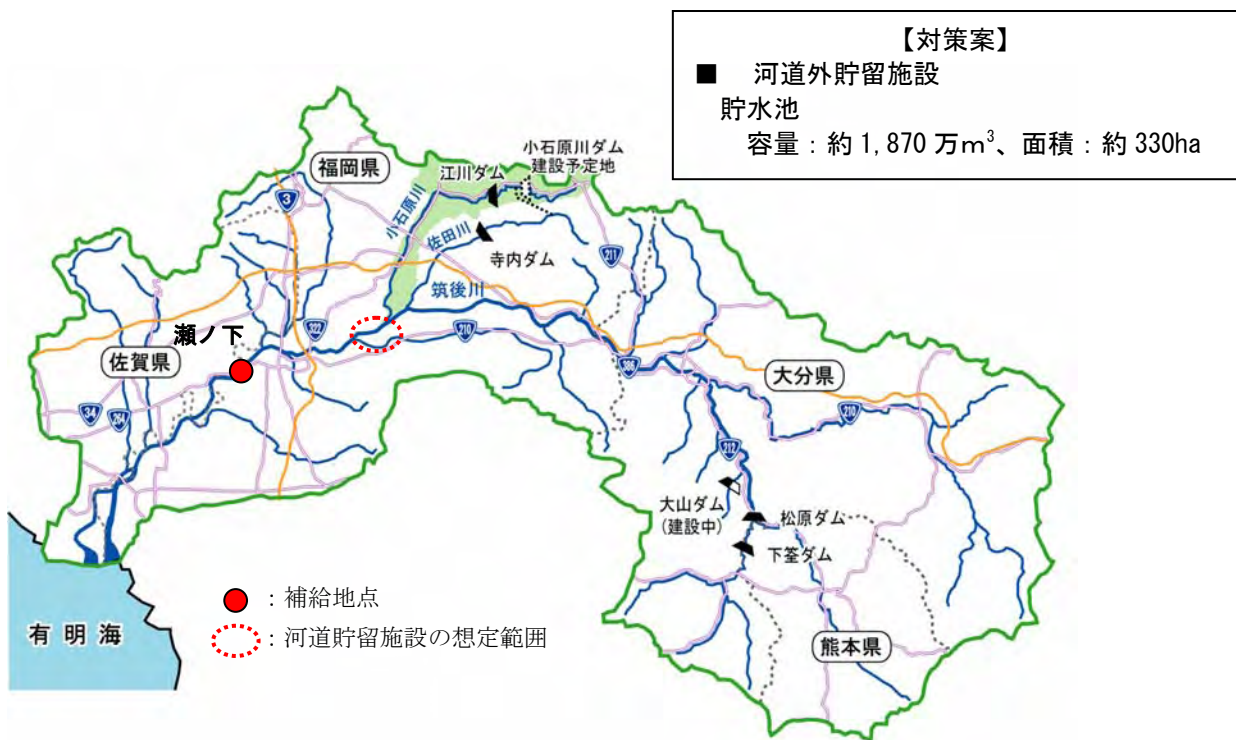 【対策案】
■ 河道外貯留施設
貯水池
容量：約1,870万m³、面積：約330ha
小石原川ダム
建設予定地
江川ダム
福岡県
3
小石原川
佐田川
寺内ダム
211
筑後川
瀬ノ下
322
210
佐賀県
386
大分県
34
264
210
212
大山ダム
(建設中)
松原ダム
下筌ダム
：補給地点
：河道貯留施設の想定範囲
有明海
熊本県